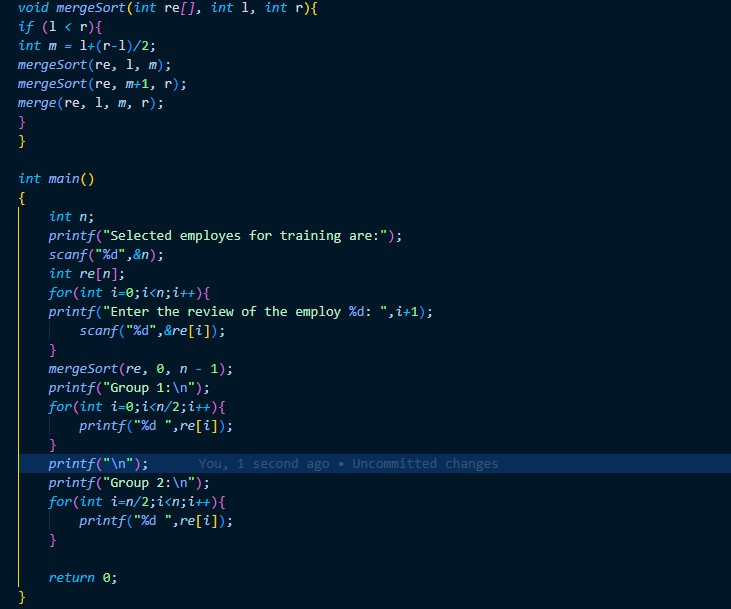 void mergeSort(int re[], int l, int r){
if (l < r){
int m = l+(r-l)/2;
mergeSort(re, l, m);
mergeSort(re, m+1, r);
merge(re, l, m, r);
}
}
int main()
{
int n;
printf("Selected employes for training are:");
scanf("%d",&n);
int re[n];
for(int i=0;i<n;i++){
printf("Enter the review of the employ %d: ",i+1);
scanf("%d",&re[i]);
}
mergeSort(re, 0, n - 1);
printf("Group 1:\n");
for(int i=0;i<n/2;i++){
printf("%d ",re[i]);
}
printf("\n"); You, 1 second ago • Uncommitted changes
printf("Group 2:\n");
for(int i=n/2;i<n;i++){
printf("%d ",re[i]);
}
return 0;
}